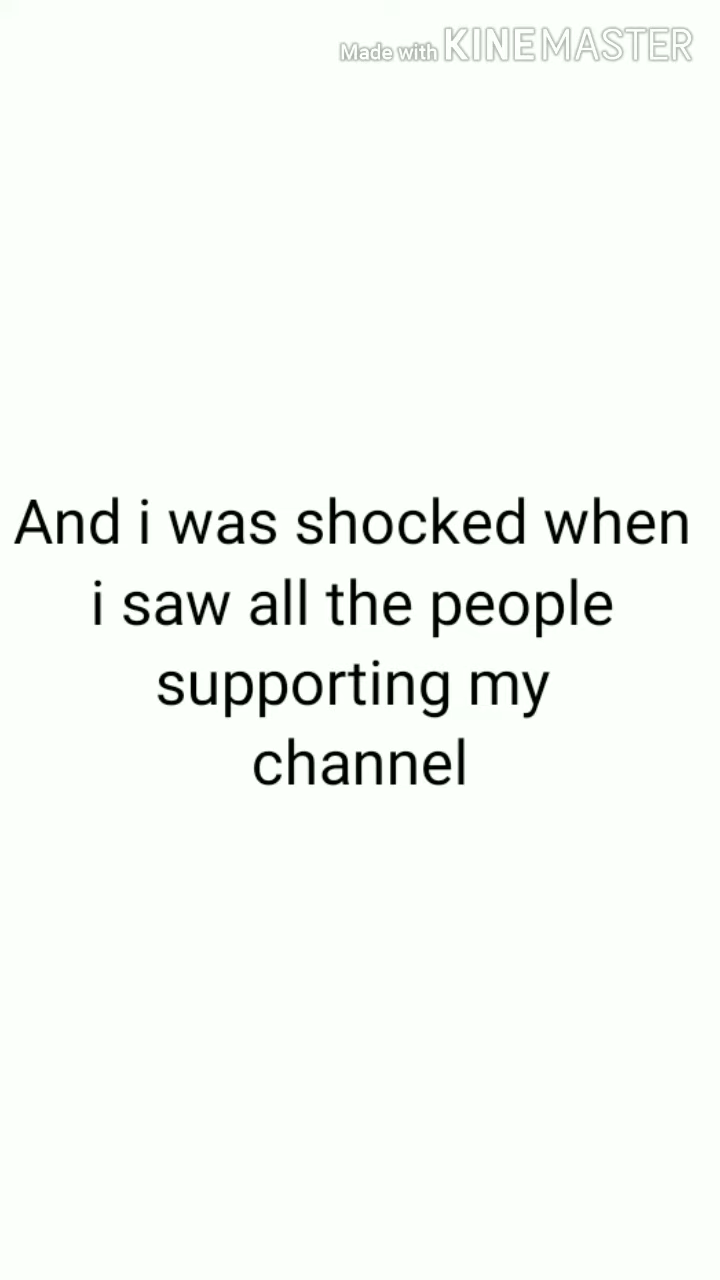 Made with KINEMASTER
And i was shocked when
i saw all the people
supporting my
channel